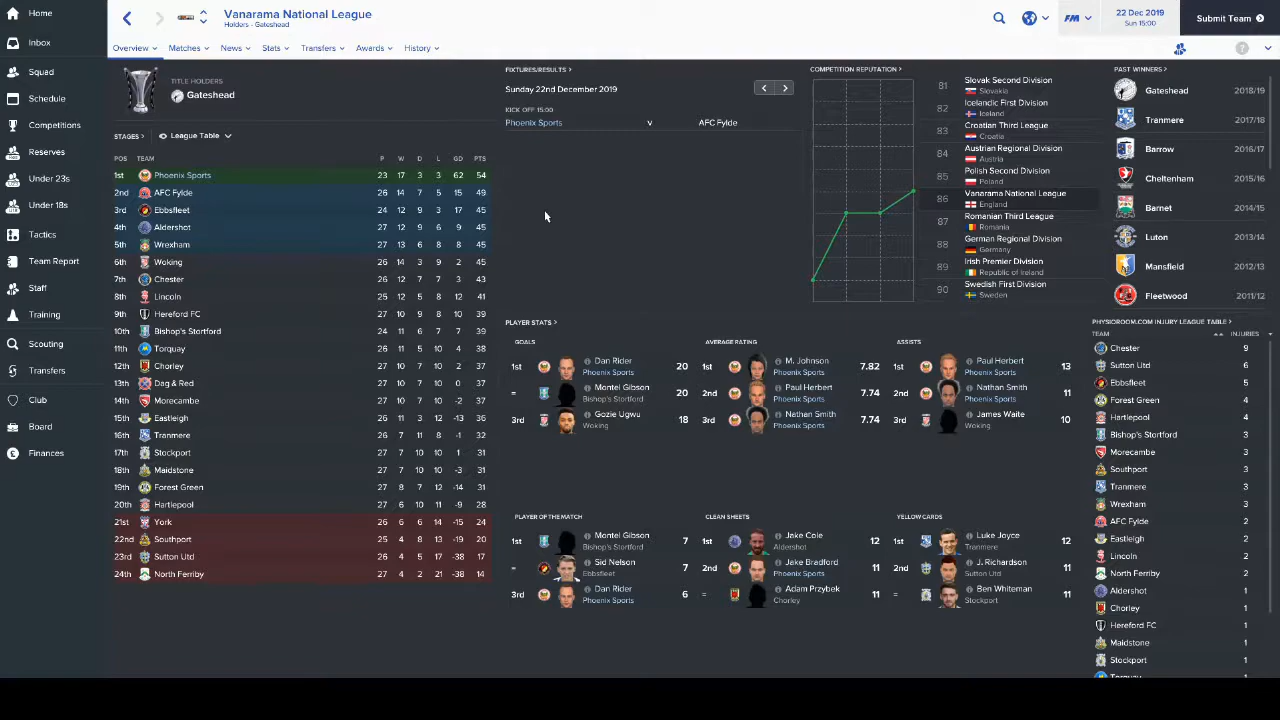 Home
Inbox
Squad
Schedule
Competitions
Reserves
Under 23s
Under 18s
Tactics
Team Report
Staff
Training
Scouting
Transfers
Club
Board
Finances
Vanarama National League
Holders - Gateshead
FM
22 Dec 2019
Sun 15:00
Submit Team
Overview
Matches
News
Stats
Transfers
Awards
History
?
TITLE HOLDERS
Gateshead
STAGES >
League Table
POS TEAM P W D L GD PTS
1st Phoenix Sports 23 17 3 3 62 54
2nd AFC Fylde 26 14 7 5 15 49
3rd Ebbsfleet 24 12 9 3 17 45
4th Aldershot 27 12 9 6 9 45
5th Wrexham 27 13 6 8 8 45
6th Woking 26 14 3 9 2 45
7th Chester 26 12 7 7 3 43
8th Lincoln 25 12 5 8 12 41
9th Hereford FC 27 10 9 8 10 39
10th Bishop's Stortford 24 11 6 7 7 39
11th Torquay 26 11 5 10 4 38
12th Chorley 27 10 7 10 2 37
13th Dag & Red 27 10 7 10 0 37
14th Morecambe 27 10 7 10 -2 37
15th Eastleigh 26 11 3 12 -13 36
16th Tranmere 26 7 11 8 -1 32
17th Stockport 27 7 10 10 1 31
18th Maidstone 27 7 10 10 -3 31
19th Forest Green 27 8 7 12 -14 31
20th Hartlepool 27 6 10 11 -9 28
21st York 26 6 6 14 -15 24
22nd Southport 25 4 8 13 -19 20
23rd Sutton Utd 26 4 5 17 -38 17
24th North Ferriby 27 4 2 21 -38 14
FIXTURES/RESULTS >
Sunday 22nd December 2019
KICK OFF 15:00
Phoenix Sports v AFC Fylde
COMPETITION REPUTATION >
81 Slovak Second Division
Slovakia
82 Icelandic First Division
Iceland
83 Croatian Third League
Croatia
84 Austrian Regional Division
Austria
85 Polish Second Division
Poland
86 Vanarama National League
England
87 Romanian Third League
Romania
88 German Regional Division
Germany
89 Irish Premier Division
Republic of Ireland
90 Swedish First Division
Sweden
PAST WINNERS >
Gateshead 2018/19
Tranmere 2017/18
Barrow 2016/17
Cheltenham 2015/16
Barnet 2014/15
Luton 2013/14
Mansfield 2012/13
Fleetwood 2011/12
PLAYER STATS >
GOALS
1st Dan Rider 20
Phoenix Sports
= Montel Gibson 20
Bishop's Stortford
3rd Gozie Ugwu 18
Woking
AVERAGE RATING
1st M. Johnson 7.82
Phoenix Sports
2nd Paul Herbert 7.74
Phoenix Sports
3rd Nathan Smith 7.74
Phoenix Sports
ASSISTS
1st Paul Herbert 13
Phoenix Sports
2nd Nathan Smith 11
Phoenix Sports
3rd James Waite 10
Woking
PLAYER OF THE MATCH
1st Montel Gibson 7
Bishop's Stortford
= Sid Nelson 7
Ebbsfleet
3rd Dan Rider 6
Phoenix Sports
CLEAN SHEETS
1st Jake Cole 12
Aldershot
2nd Jake Bradford 11
Phoenix Sports
= Adam Przybek 11
Chorley
YELLOW CARDS
1st Luke Joyce 12
Tranmere
2nd J. Richardson 11
Sutton Utd
= Ben Whiteman 11
Stockport
PHYSIOROOM.COM INJURY LEAGUE TABLE >
TEAM INJURIES
Chester 9
Sutton Utd 6
Ebbsfleet 5
Forest Green 4
Hartlepool 4
Bishop's Stortford 3
Morecambe 3
Southport 3
Tranmere 3
Wrexham 3
AFC Fylde 2
Eastleigh 2
Lincoln 2
North Ferriby 2
Aldershot 1
Chorley 1
Hereford FC 1
Maidstone 1
Stockport 1
Torquay 1